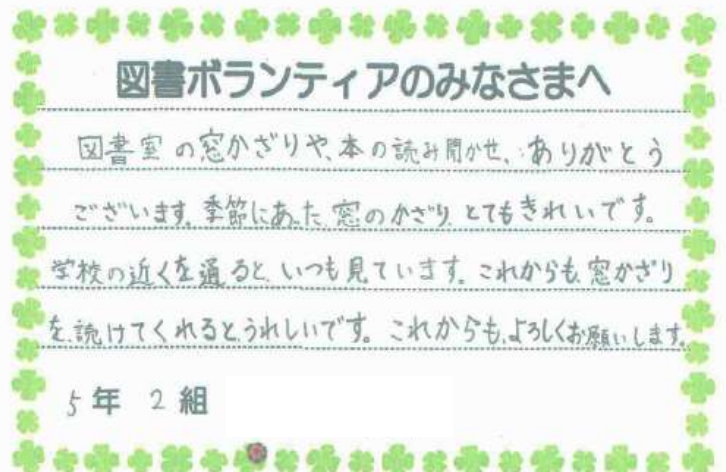 図書ボランティアのみなさまへ
図書室の窓かざりや、本の読み聞かせ、ありがとう
ございます。季節にあった窓のかざり、とてもきれいです。
学校の近くを通ると、いつも見ています。これからも、窓かざり
を続けてくれるとうれしいです。これからも、よろしくお願いします。
5年 2組